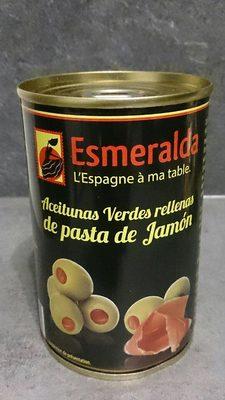 Esmeralda
L'Espagne à ma table.
Aceitunas Verdes rellenas
de pasta de Jamón